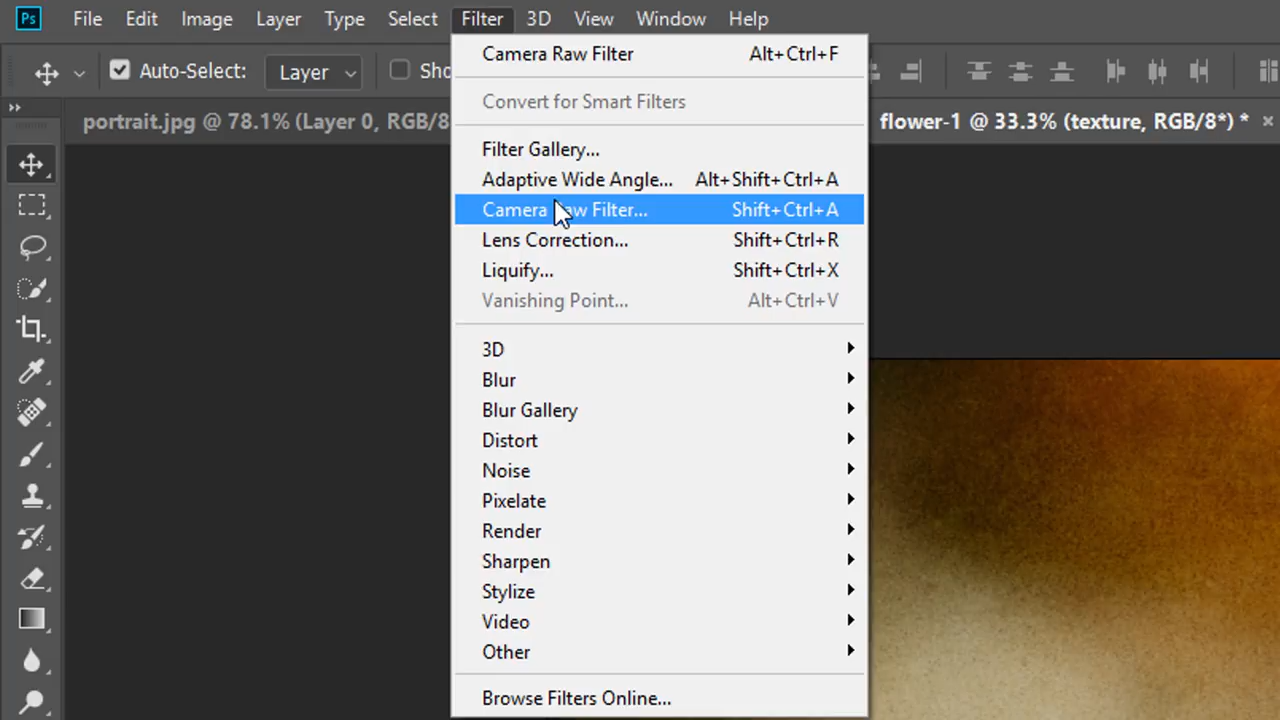 Ps File Edit Image Layer Type Select Filter 3D View Window Help
Auto-Select: Layer Sho
portrait.jpg @ 78.1% (Layer 0, RGB/8 flower-1 @ 33.3% (texture, RGB/8*) * ×
Camera Raw Filter Alt+Ctrl+F
Convert for Smart Filters
Filter Gallery...
Adaptive Wide Angle... Alt+Shift+Ctrl+A
Camera Raw Filter... Shift+Ctrl+A
Lens Correction... Shift+Ctrl+R
Liquify... Shift+Ctrl+X
Vanishing Point... Alt+Ctrl+V
3D
Blur
Blur Gallery
Distort
Noise
Pixelate
Render
Sharpen
Stylize
Video
Other
Browse Filters Online...